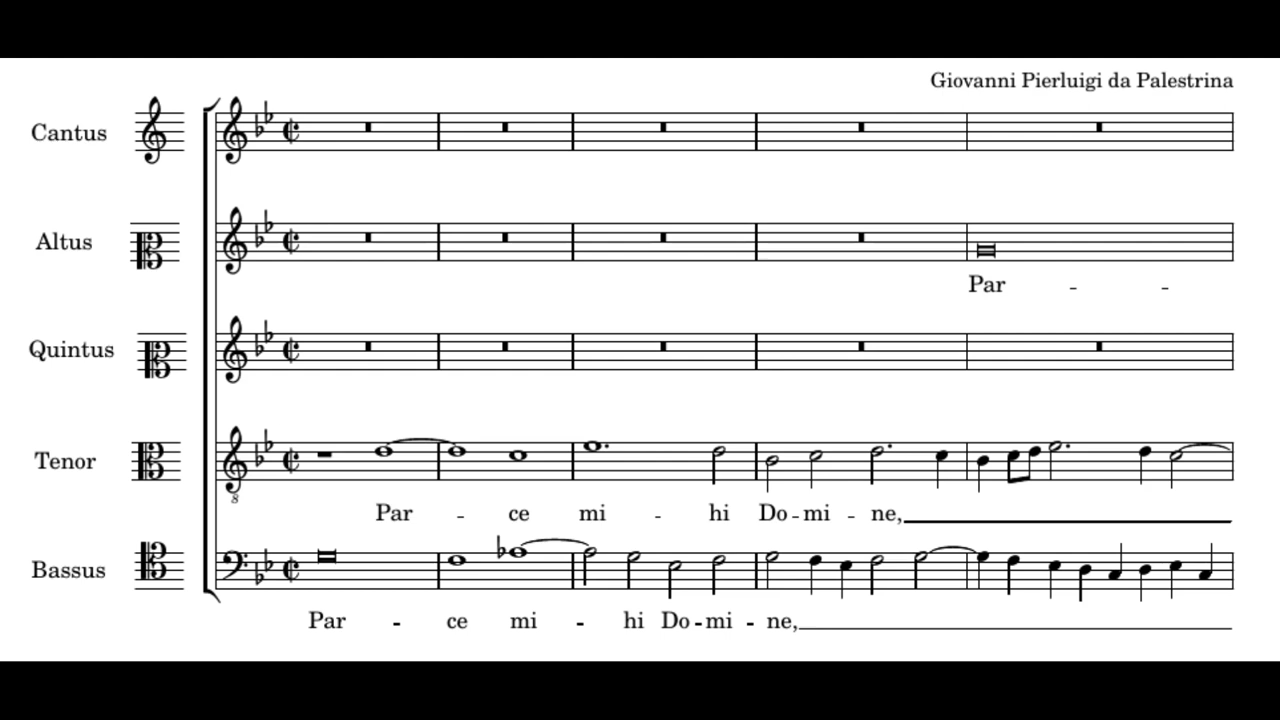 Giovanni Pierluigi da Palestrina
Cantus
Altus
Par - -
Quintus
Tenor
8
Par - ce mi - hi Do - mi - ne,
Bassus
Par - ce mi - hi Do - mi - ne,